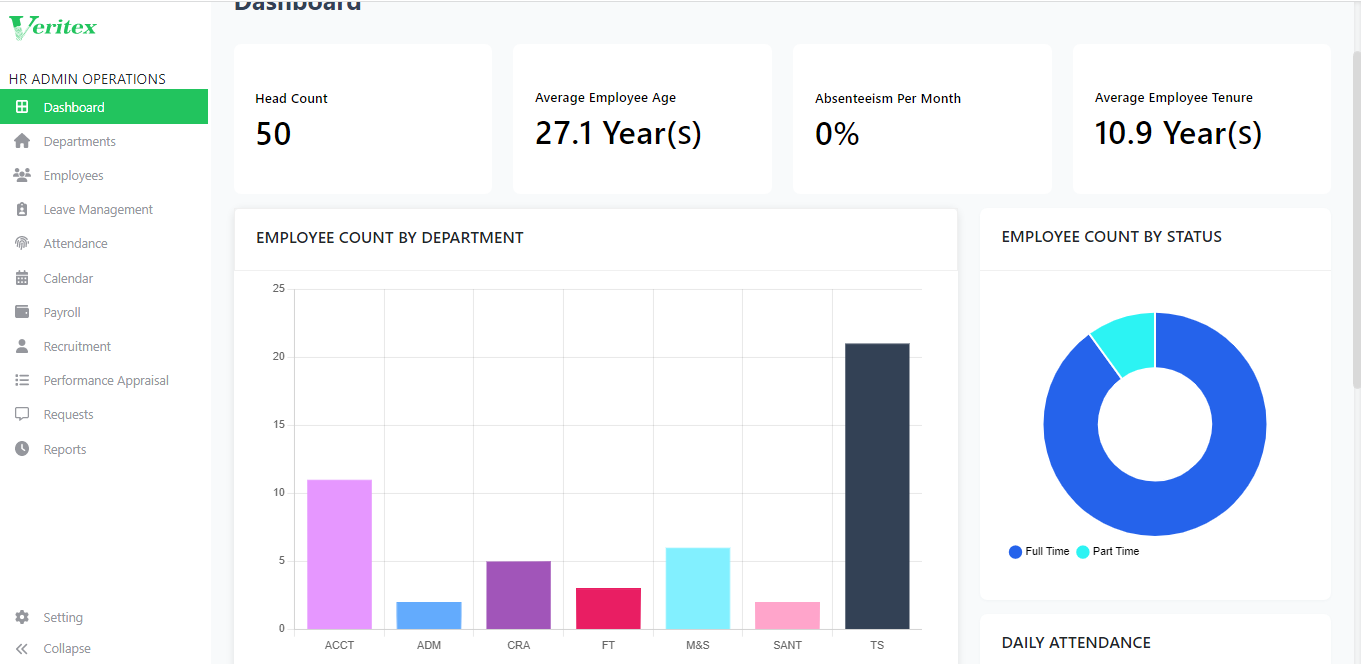 Dashboard
Veritex
HR ADMIN OPERATIONS
Dashboard
Departments
Employees
Leave Management
Attendance
Calendar
Payroll
Recruitment
Performance Appraisal
Requests
Reports
Setting
Collapse
Head Count
50
Average Employee Age
27.1 Year(s)
Absenteeism Per Month
0%
Average Employee Tenure
10.9 Year(s)
EMPLOYEE COUNT BY DEPARTMENT
25
20
15
10
5
0
ACCT ADM CRA FT M&S SANT TS
EMPLOYEE COUNT BY STATUS
Full Time Part Time
DAILY ATTENDANCE